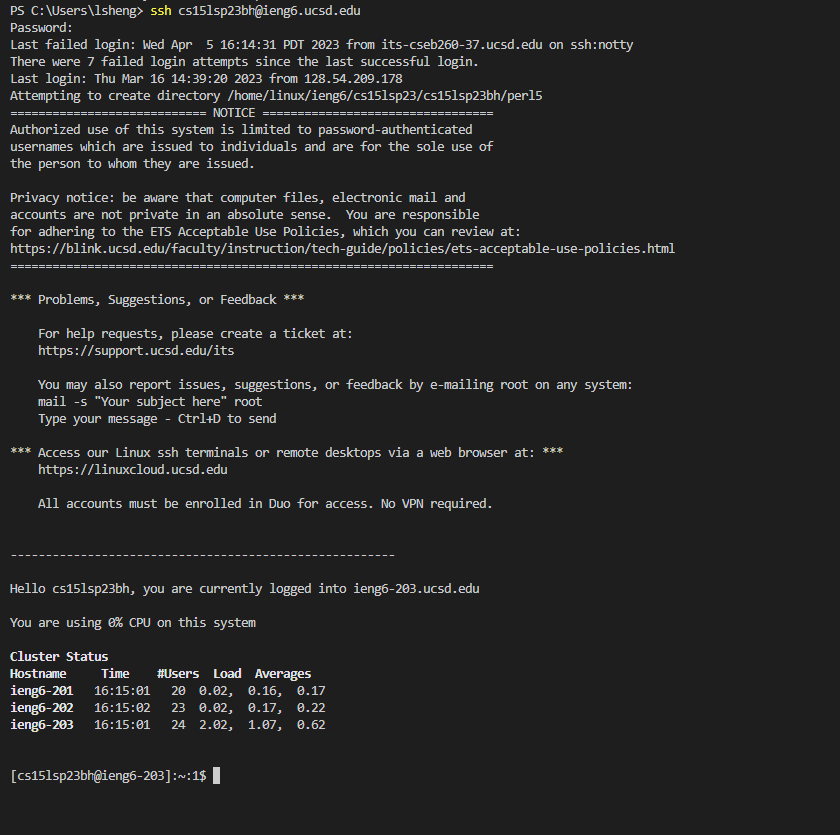 PS C:\Users\lsheng> ssh cs15lsp23bh@ieng6.ucsd.edu
Password:
Last failed login: Wed Apr  5 16:14:31 PDT 2023 from its-cseb260-37.ucsd.edu on ssh:notty
There were 7 failed login attempts since the last successful login.
Last login: Thu Mar 16 14:39:20 2023 from 128.54.209.178
Attempting to create directory /home/linux/ieng6/cs15lsp23/cs15lsp23bh/perl5
============================ NOTICE =================================
Authorized use of this system is limited to password-authenticated
usernames which are issued to individuals and are for the sole use of
the person to whom they are issued.

Privacy notice: be aware that computer files, electronic mail and
accounts are not private in an absolute sense.  You are responsible
for adhering to the ETS Acceptable Use Policies, which you can review at:
https://blink.ucsd.edu/faculty/instruction/tech-guide/policies/ets-acceptable-use-policies.html
=====================================================================

*** Problems, Suggestions, or Feedback ***

    For help requests, please create a ticket at:
    https://support.ucsd.edu/its

    You may also report issues, suggestions, or feedback by e-mailing root on any system:
    mail -s "Your subject here" root
    Type your message - Ctrl+D to send

*** Access our Linux ssh terminals or remote desktops via a web browser at: ***
    https://linuxcloud.ucsd.edu

    All accounts must be enrolled in Duo for access. No VPN required.


-------------------------------------------------------

Hello cs15lsp23bh, you are currently logged into ieng6-203.ucsd.edu

You are using 0% CPU on this system

Cluster Status
Hostname     Time    #Users  Load  Averages
ieng6-201   16:15:01   20  0.02,  0.16,  0.17
ieng6-202   16:15:02   23  0.02,  0.17,  0.22
ieng6-203   16:15:01   24  2.02,  1.07,  0.62


[cs15lsp23bh@ieng6-203]:~:1$